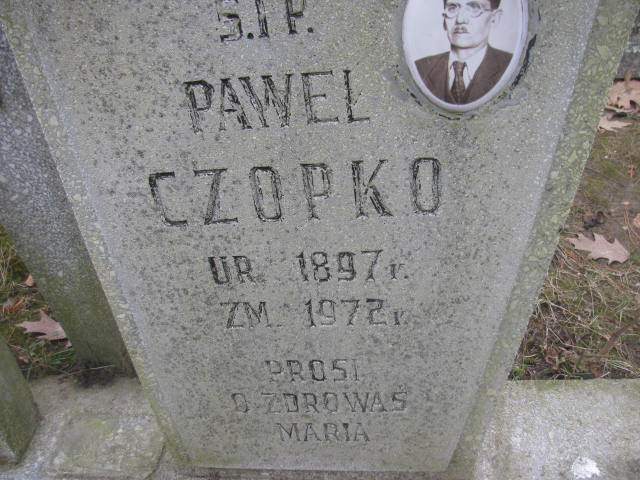 Ś.I P.
PAWEŁ
CZOPKO
UR. 1897 r.
ZM. 1972 r
PROSI
O ZDROWAŚ
MARIA